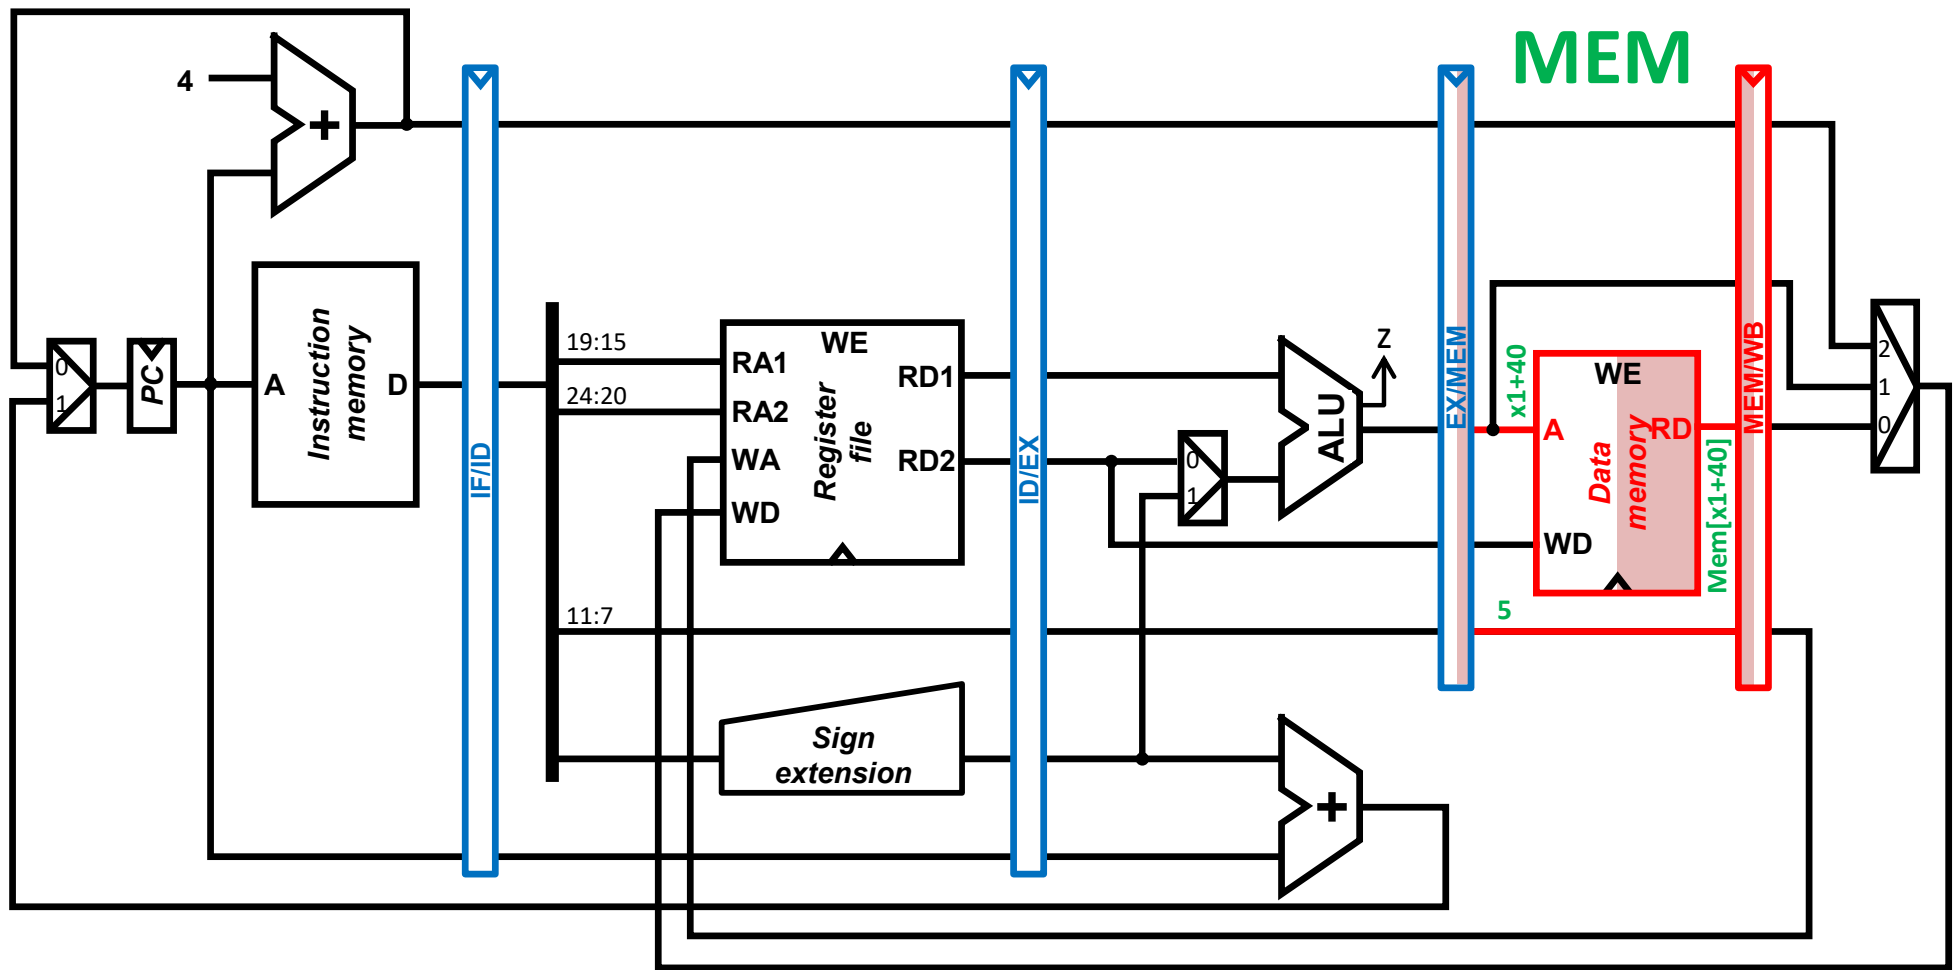 MEM
4
+
Instruction
memory
A
D
0
1
PC
IF/ID
19:15
24:20
11:7
WE
RA1
RA2
WA
WD
RD1
RD2
Register
file
Sign
extension
ID/EX
0
1
ALU
Z
+
EX/MEM
x1+40
5
WE
A
RD
WD
Data
memory
Mem[x1+40]
MEM/WB
2
1
0